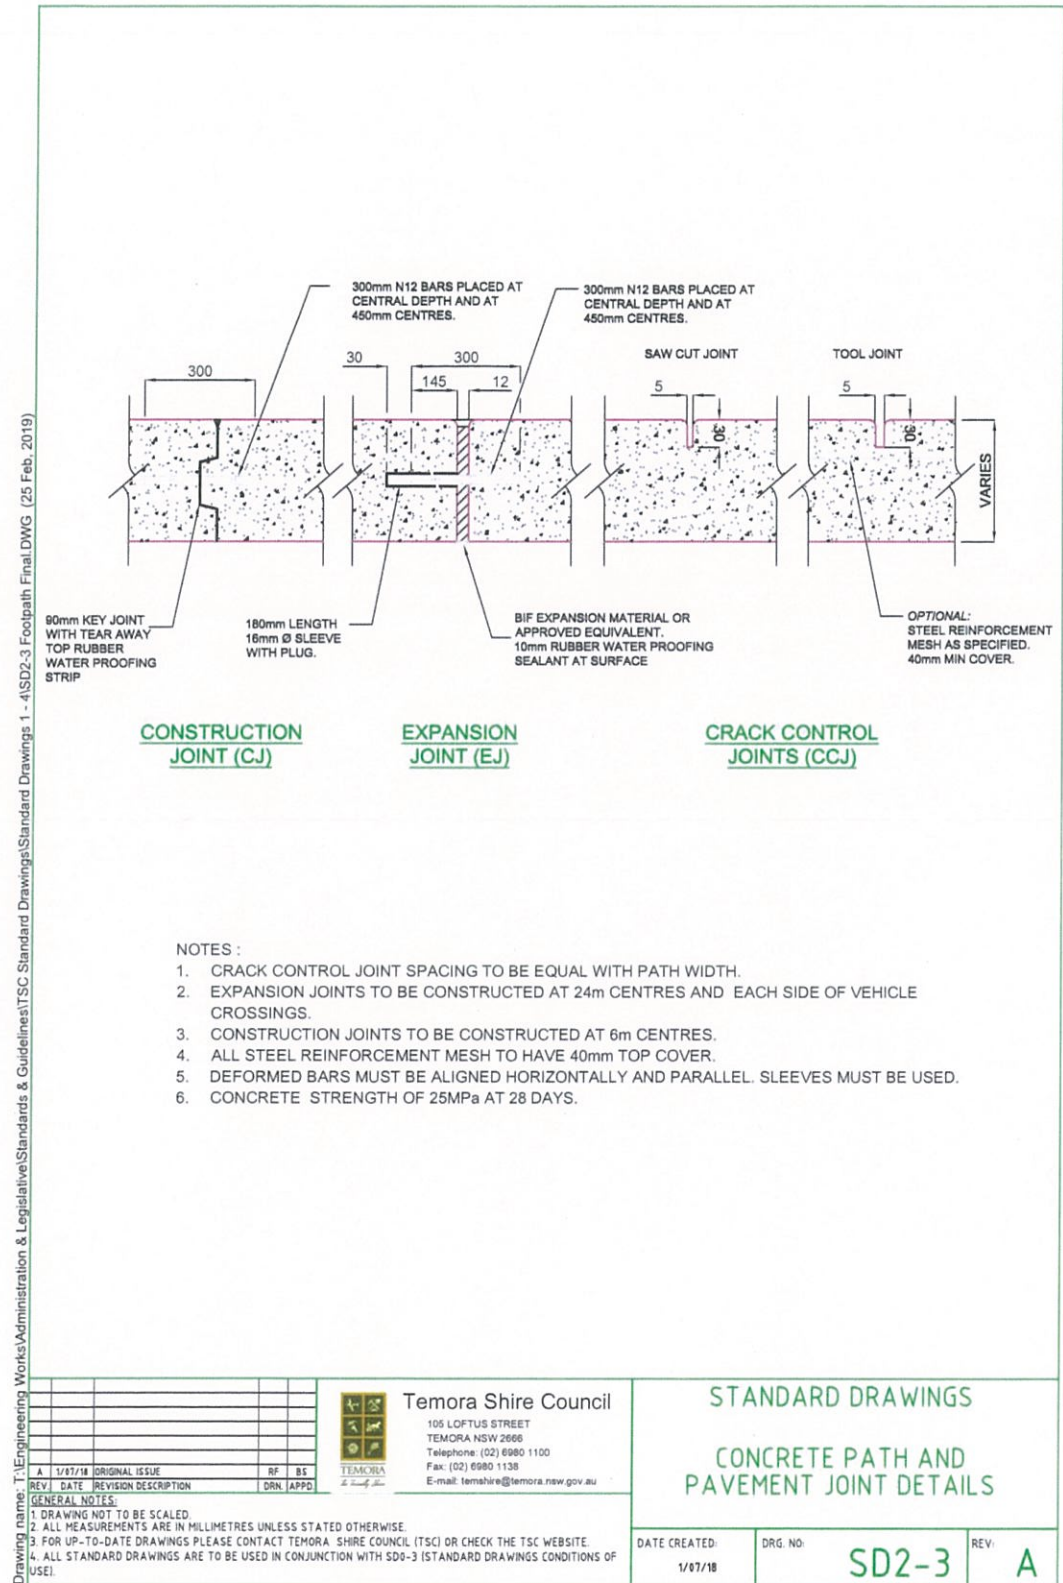 300mm N12 BARS PLACED AT
CENTRAL DEPTH AND AT
450mm CENTRES.
300mm N12 BARS PLACED AT
CENTRAL DEPTH AND AT
450mm CENTRES.
SAW CUT JOINT
TOOL JOINT
300
30
300
145
12
5
5
30
30
VARIES
90mm KEY JOINT
WITH TEAR AWAY
TOP RUBBER
WATER PROOFING
STRIP
180mm LENGTH
16mm Ø SLEEVE
WITH PLUG.
BIF EXPANSION MATERIAL OR
APPROVED EQUIVALENT.
10mm RUBBER WATER PROOFING
SEALANT AT SURFACE
OPTIONAL:
STEEL REINFORCEMENT
MESH AS SPECIFIED.
40mm MIN COVER.
CONSTRUCTION
JOINT (CJ)
EXPANSION
JOINT (EJ)
CRACK CONTROL
JOINTS (CCJ)
NOTES :
1. CRACK CONTROL JOINT SPACING TO BE EQUAL WITH PATH WIDTH.
2. EXPANSION JOINTS TO BE CONSTRUCTED AT 24m CENTRES AND EACH SIDE OF VEHICLE
CROSSINGS.
3. CONSTRUCTION JOINTS TO BE CONSTRUCTED AT 6m CENTRES.
4. ALL STEEL REINFORCEMENT MESH TO HAVE 40mm TOP COVER.
5. DEFORMED BARS MUST BE ALIGNED HORIZONTALLY AND PARALLEL. SLEEVES MUST BE USED.
6. CONCRETE STRENGTH OF 25MPa AT 28 DAYS.
Drawing name: T:\Engineering Works\Administration & Legislative\Standards & Guidelines\TSC Standard Drawings\Standard Drawings 1 - 4\SD2-3 Footpath Final.DWG (25 Feb, 2019)
A 1/07/18 ORIGINAL ISSUE RF BS
REV. DATE REVISION DESCRIPTION DRN. APPD.
TEMORA
Temora Shire Council
105 LOFTUS STREET
TEMORA NSW 2666
Telephone: (02) 6980 1100
Fax: (02) 6980 1138
E-mail: temshire@temora.nsw.gov.au
GENERAL NOTES:
1. DRAWING NOT TO BE SCALED.
2. ALL MEASUREMENTS ARE IN MILLIMETRES UNLESS STATED OTHERWISE.
3. FOR UP-TO-DATE DRAWINGS PLEASE CONTACT TEMORA SHIRE COUNCIL (TSC) OR CHECK THE TSC WEBSITE.
4. ALL STANDARD DRAWINGS ARE TO BE USED IN CONJUNCTION WITH SD0-3 (STANDARD DRAWINGS CONDITIONS OF
USE).
STANDARD DRAWINGS
CONCRETE PATH AND
PAVEMENT JOINT DETAILS
DATE CREATED:
1/07/18
DRG. NO:
SD2-3
REV:
A